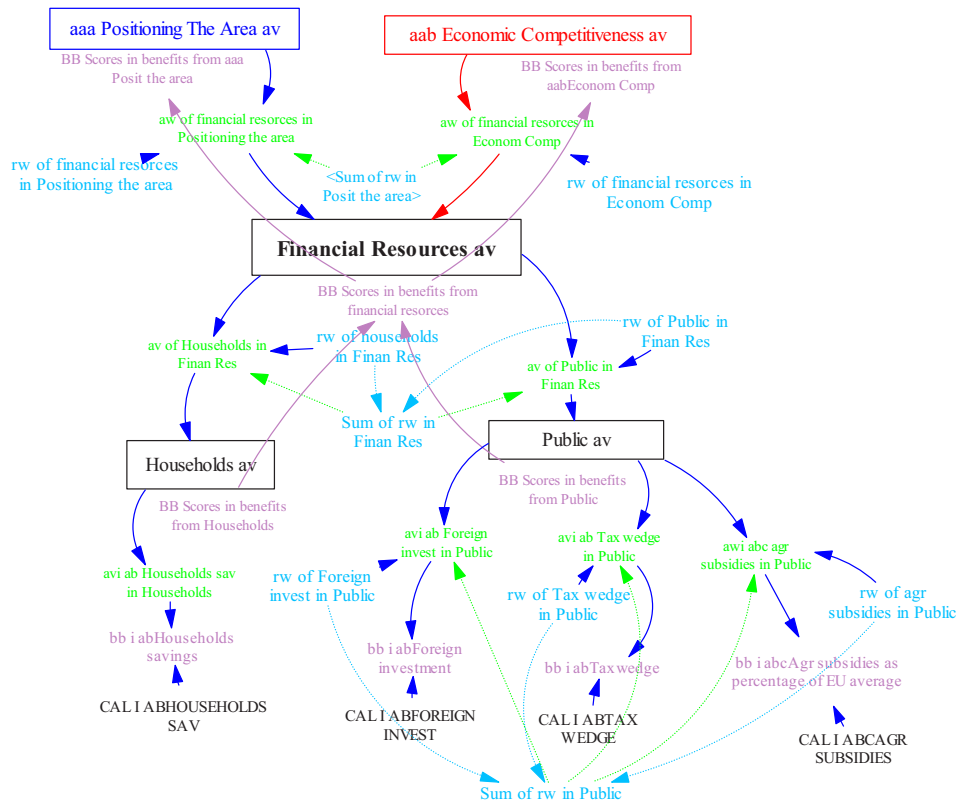 aaa Positioning The Area av
aab Economic Competitiveness av
BB Scores in benefits from aaa
Posit the area
BB Scores in benefits from
aabEconom Comp
aw of financial resorces in
Positioning the area
aw of financial resorces in
Econom Comp
rw of financial resorces
in Positioning the area
<Sum of rw in
Posit the area>
rw of financial resorces in
Econom Comp
Financial Resources av
BB Scores in benefits from
financial resorces
av of Households in
Finan Res
rw of households
in Finan Res
rw of Public in
Finan Res
av of Public in
Finan Res
Sum of rw in
Finan Res
Households av
Public av
BB Scores in benefits
from Households
BB Scores in benefits
from Public
avi ab Households sav
in Households
avi ab Foreign
invest in Public
avi ab Tax wedge
in Public
awi abc agr
subsidies in Public
rw of Foreign
invest in Public
rw of Tax wedge
in Public
rw of agr
subsidies in Public
bb i abHouseholds
savings
bb i abForeign
investment
bb i abTax wedge
bb i abcAgr subsidies as
percentage of EU average
CAL I ABHOUSEHOLDS
SAV
CAL I ABFOREIGN
INVEST
CAL I ABTAX
WEDGE
CAL I ABCAGR
SUBSIDIES
Sum of rw in Public